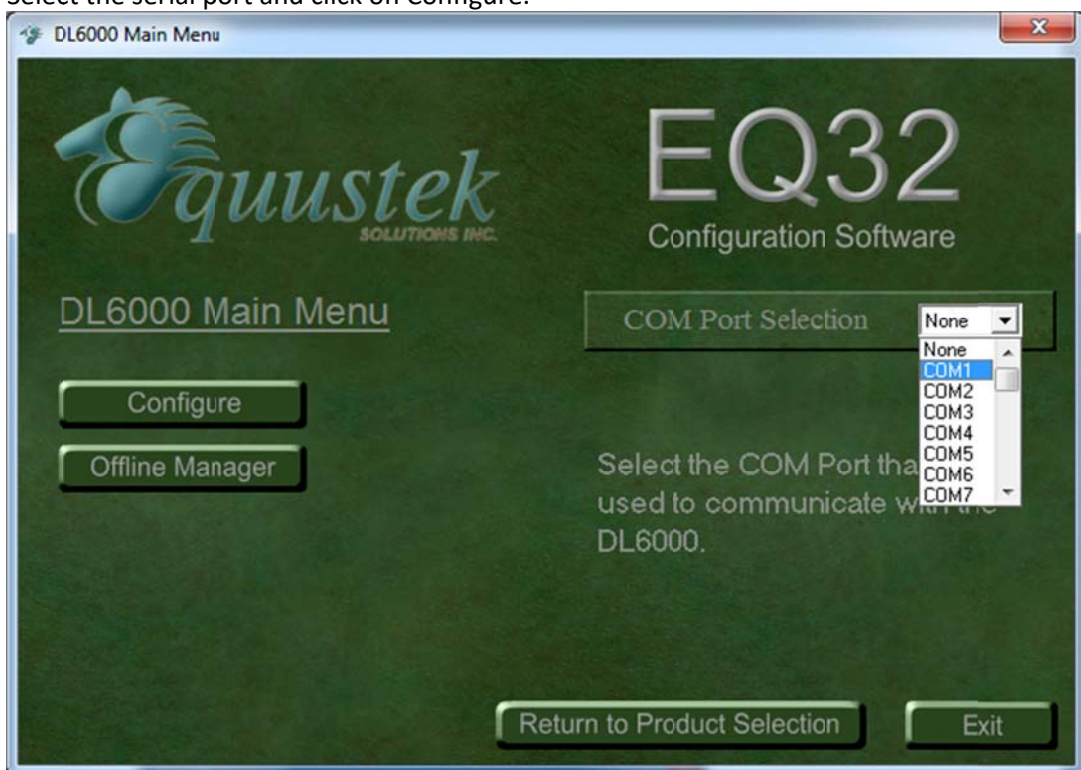 Select the serial port and click on Configure.
DL6000 Main Menu
Equustek
SOLUTIONS INC.
EQ32
Configuration Software
DL6000 Main Menu
COM Port Selection
None
None
COM1
COM2
COM3
COM4
COM5
COM6
COM7
Configure
Offline Manager
Select the COM Port tha
used to communicate with the
DL6000.
Return to Product Selection
Exit